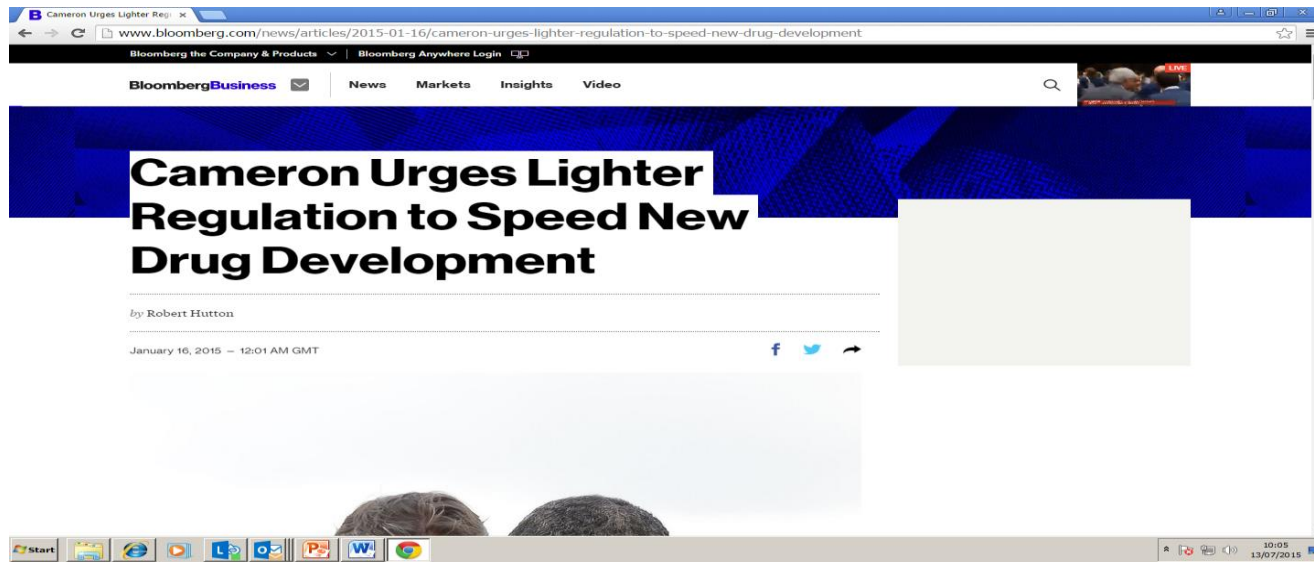 Cameron Urges Lighter Reg
www.bloomberg.com/news/articles/2015-01-16/cameron-urges-lighter-regulation-to-speed-new-drug-development
Bloomberg the Company & Products | Bloomberg Anywhere Login
BloombergBusiness News Markets Insights Video
LIVE
Cameron Urges Lighter
Regulation to Speed New
Drug Development
by Robert Hutton
January 16, 2015 – 12:01 AM GMT
Start
10:05
13/07/2015